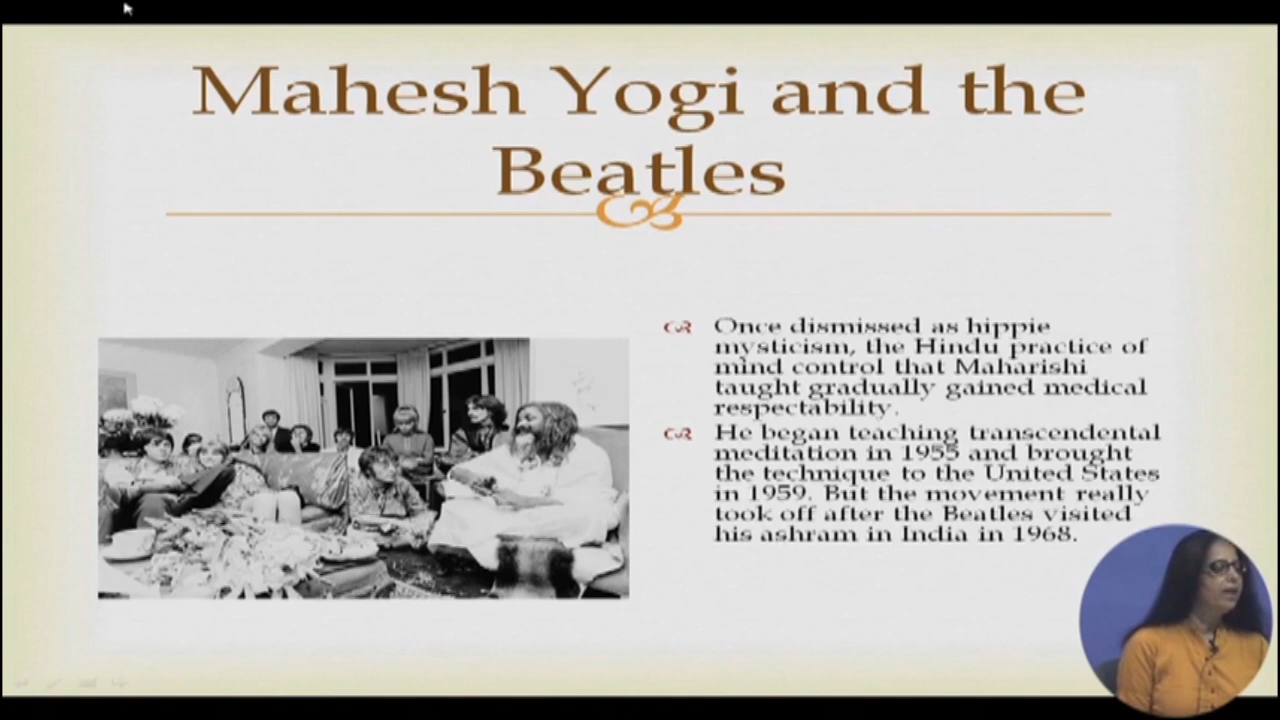 Mahesh Yogi and the
Beatles
Once dismissed as hippie
mysticism, the Hindu practice of
mind control that Maharishi
taught gradually gained medical
respectability.
He began teaching transcendental
meditation in 1955 and brought
the technique to the United States
in 1959. But the movement really
took off after the Beatles visited
his ashram in India in 1968.